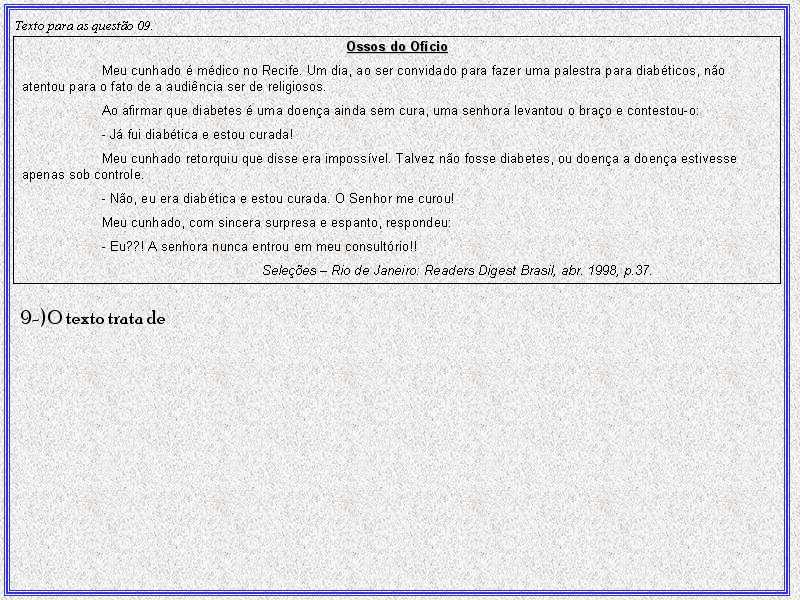 Texto para as questão 09.
Ossos do Ofício
Meu cunhado é médico no Recife. Um dia, ao ser convidado para fazer uma palestra para diabéticos, não
atentou para o fato de a audiência ser de religiosos.
Ao afirmar que diabetes é uma doença ainda sem cura, uma senhora levantou o braço e contestou-o:
- Já fui diabética e estou curada!
Meu cunhado retorquiu que disse era impossível. Talvez não fosse diabetes, ou doença a doença estivesse
apenas sob controle.
- Não, eu era diabética e estou curada. O Senhor me curou!
Meu cunhado, com sincera surpresa e espanto, respondeu:
- Eu??! A senhora nunca entrou em meu consultório!!
Seleções – Rio de Janeiro: Readers Digest Brasil, abr. 1998, p.37.
9-)O texto trata de